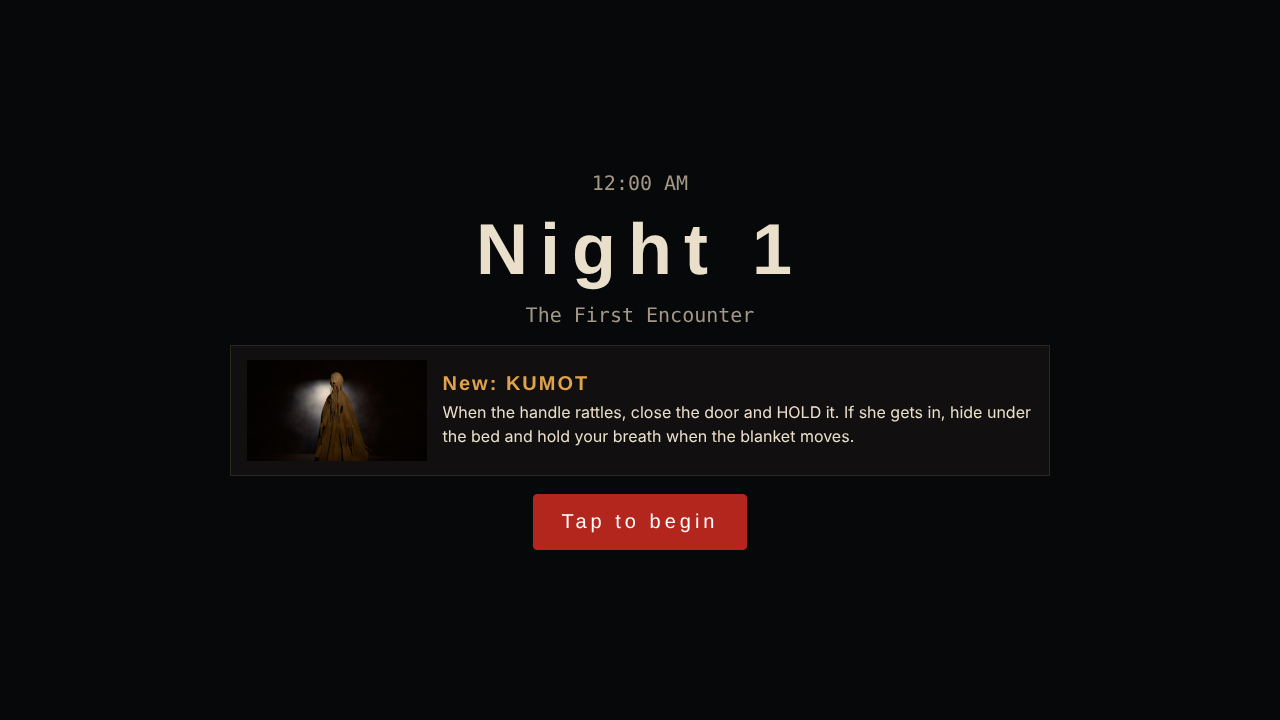 12:00 AM
Night 1
The First Encounter
New: KUMOT
When the handle rattles, close the door and HOLD it. If she gets in, hide under
the bed and hold your breath when the blanket moves.
Tap to begin